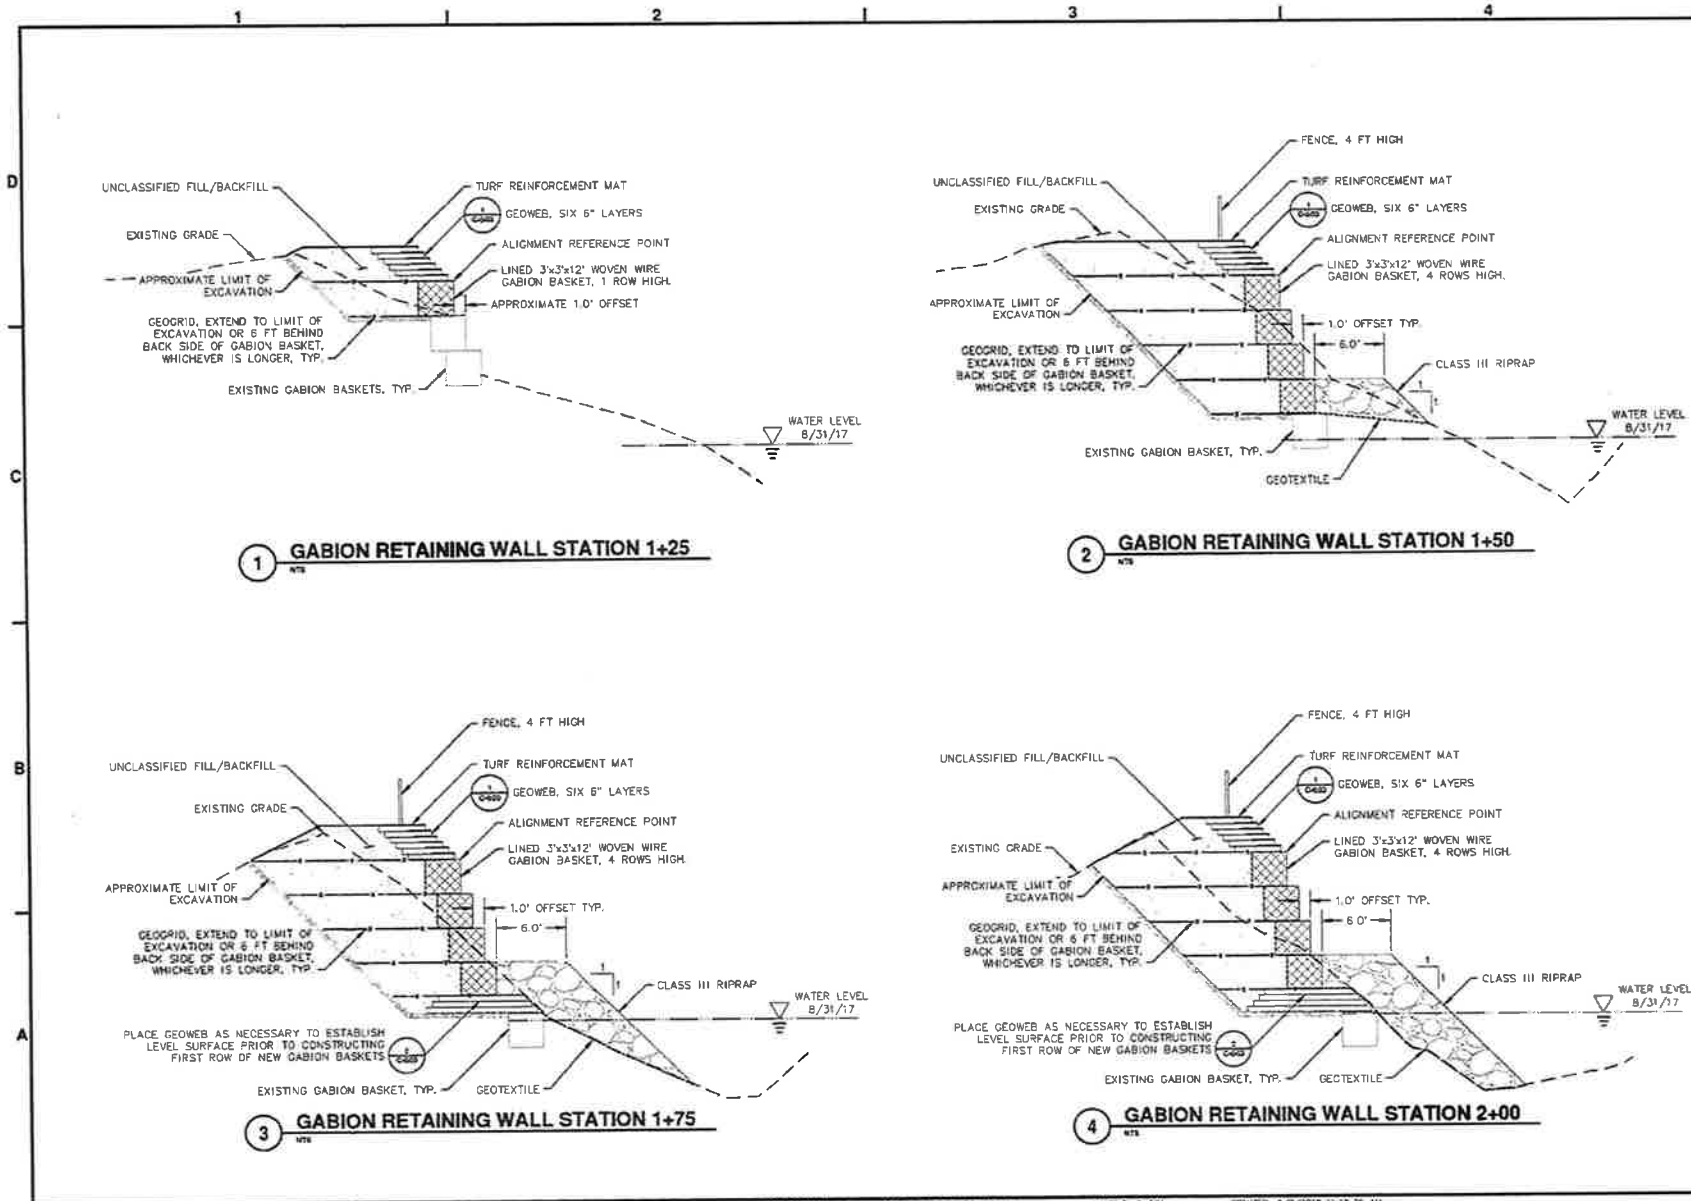 1
2
3
4
D
C
B
A
UNCLASSIFIED FILL/BACKFILL
EXISTING GRADE
APPROXIMATE LIMIT OF
EXCAVATION
GEOGRID, EXTEND TO LIMIT OF
EXCAVATION OR 6 FT BEHIND
BACK SIDE OF GABION BASKET,
WHICHEVER IS LONGER, TYP.
EXISTING GABION BASKETS, TYP.
TURF REINFORCEMENT MAT
1
GEOWEB, SIX 6" LAYERS
ALIGNMENT REFERENCE POINT
LINED 3'x3'x12' WOVEN WIRE
GABION BASKET, 1 ROW HIGH.
APPROXIMATE 1.0' OFFSET
WATER LEVEL
8/31/17
1
GABION RETAINING WALL STATION 1+25
NTS
FENCE, 4 FT HIGH
UNCLASSIFIED FILL/BACKFILL
EXISTING GRADE
APPROXIMATE LIMIT OF
EXCAVATION
GEOGRID, EXTEND TO LIMIT OF
EXCAVATION OR 6 FT BEHIND
BACK SIDE OF GABION BASKET,
WHICHEVER IS LONGER, TYP.
EXISTING GABION BASKET, TYP.
GEOTEXTILE
TURF REINFORCEMENT MAT
1
GEOWEB, SIX 6" LAYERS
ALIGNMENT REFERENCE POINT
LINED 3'x3'x12' WOVEN WIRE
GABION BASKET, 4 ROWS HIGH.
1.0' OFFSET TYP.
6.0'
CLASS III RIPRAP
1
1
WATER LEVEL
8/31/17
2
GABION RETAINING WALL STATION 1+50
NTS
FENCE, 4 FT HIGH
UNCLASSIFIED FILL/BACKFILL
EXISTING GRADE
APPROXIMATE LIMIT OF
EXCAVATION
GEOGRID, EXTEND TO LIMIT OF
EXCAVATION OR 6 FT BEHIND
BACK SIDE OF GABION BASKET,
WHICHEVER IS LONGER, TYP.
PLACE GEOWEB AS NECESSARY TO ESTABLISH
LEVEL SURFACE PRIOR TO CONSTRUCTING
FIRST ROW OF NEW GABION BASKETS
2
EXISTING GABION BASKET, TYP.
GEOTEXTILE
TURF REINFORCEMENT MAT
1
GEOWEB, SIX 6" LAYERS
ALIGNMENT REFERENCE POINT
LINED 3'x3'x12' WOVEN WIRE
GABION BASKET, 4 ROWS HIGH.
1.0' OFFSET TYP.
6.0'
1
1
CLASS III RIPRAP
WATER LEVEL
8/31/17
3
GABION RETAINING WALL STATION 1+75
NTS
FENCE, 4 FT HIGH
UNCLASSIFIED FILL/BACKFILL
EXISTING GRADE
APPROXIMATE LIMIT OF
EXCAVATION
GEOGRID, EXTEND TO LIMIT OF
EXCAVATION OR 6 FT BEHIND
BACK SIDE OF GABION BASKET,
WHICHEVER IS LONGER, TYP.
PLACE GEOWEB AS NECESSARY TO ESTABLISH
LEVEL SURFACE PRIOR TO CONSTRUCTING
FIRST ROW OF NEW GABION BASKETS
2
EXISTING GABION BASKET, TYP.
GEOTEXTILE
TURF REINFORCEMENT MAT
1
GEOWEB, SIX 6" LAYERS
ALIGNMENT REFERENCE POINT
LINED 3'x3'x12' WOVEN WIRE
GABION BASKET, 4 ROWS HIGH.
1.0' OFFSET TYP.
6.0'
1
1
CLASS III RIPRAP
WATER LEVEL
8/31/17
4
GABION RETAINING WALL STATION 2+00
NTS